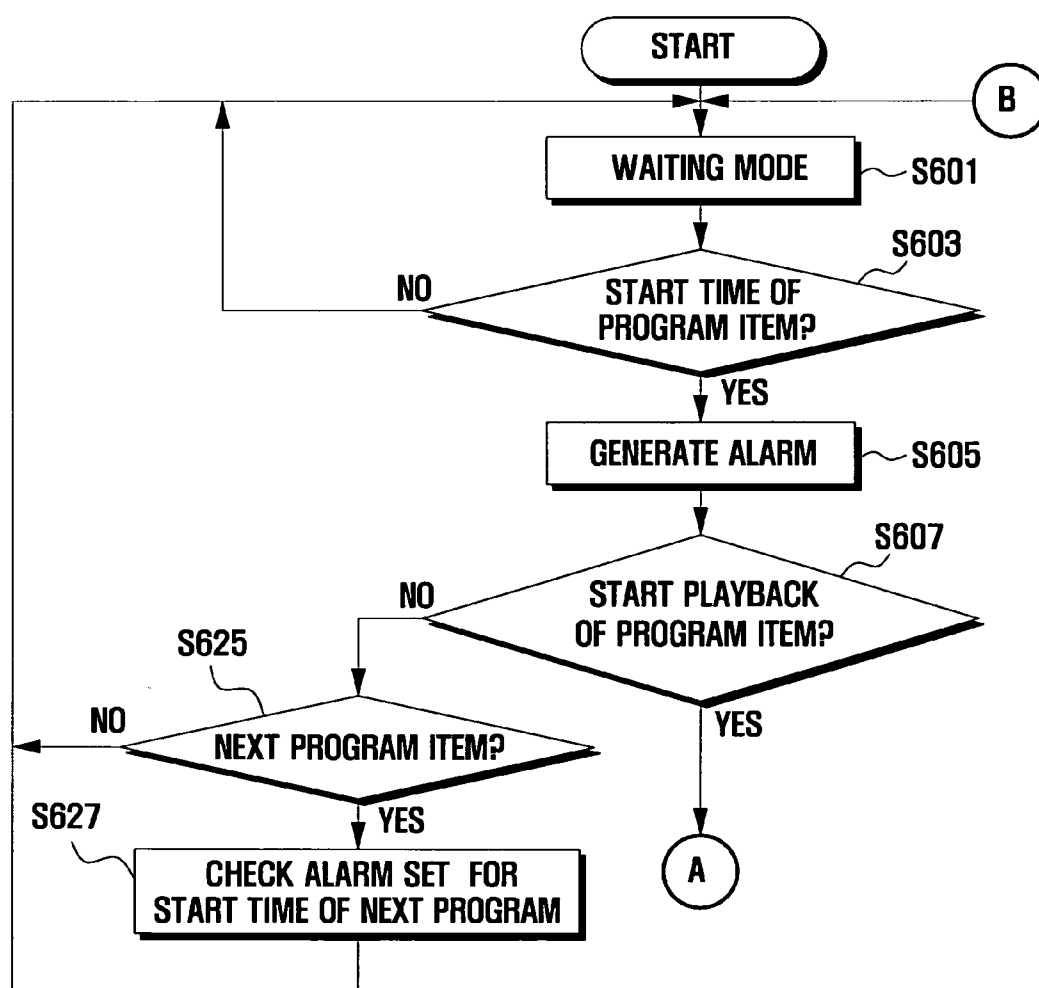 START
B
WAITING MODE
S601
S603
NO
START TIME OF
PROGRAM ITEM?
YES
GENERATE ALARM
S605
S607
NO
START PLAYBACK
OF PROGRAM ITEM?
YES
S625
NO
NEXT PROGRAM ITEM?
YES
S627
CHECK ALARM SET FOR
START TIME OF NEXT PROGRAM
A